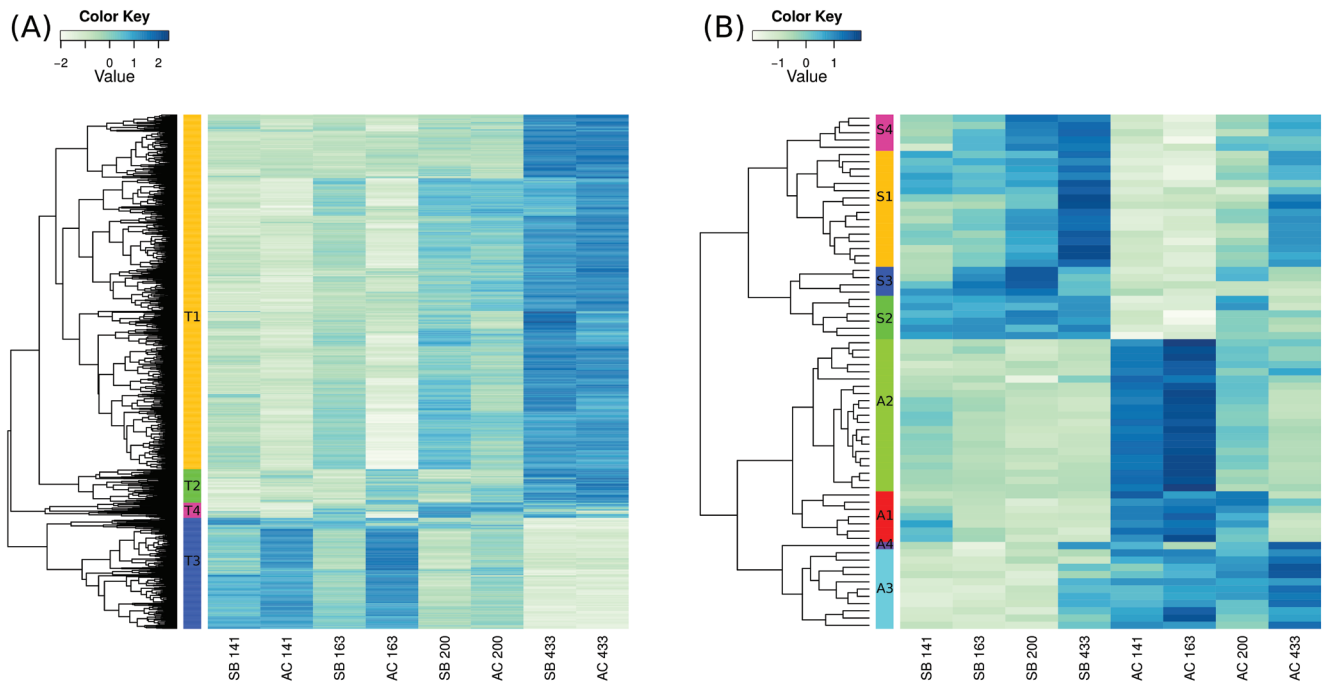 (A)
Color Key
−2 0 1 2
Value
T1
T2
T4
T3
SB 141
AC 141
SB 163
AC 163
SB 200
AC 200
SB 433
AC 433
(B)
Color Key
−1 0 1
Value
S4
S1
S3
S2
A2
A1
A4
A3
SB 141
SB 163
SB 200
SB 433
AC 141
AC 163
AC 200
AC 433